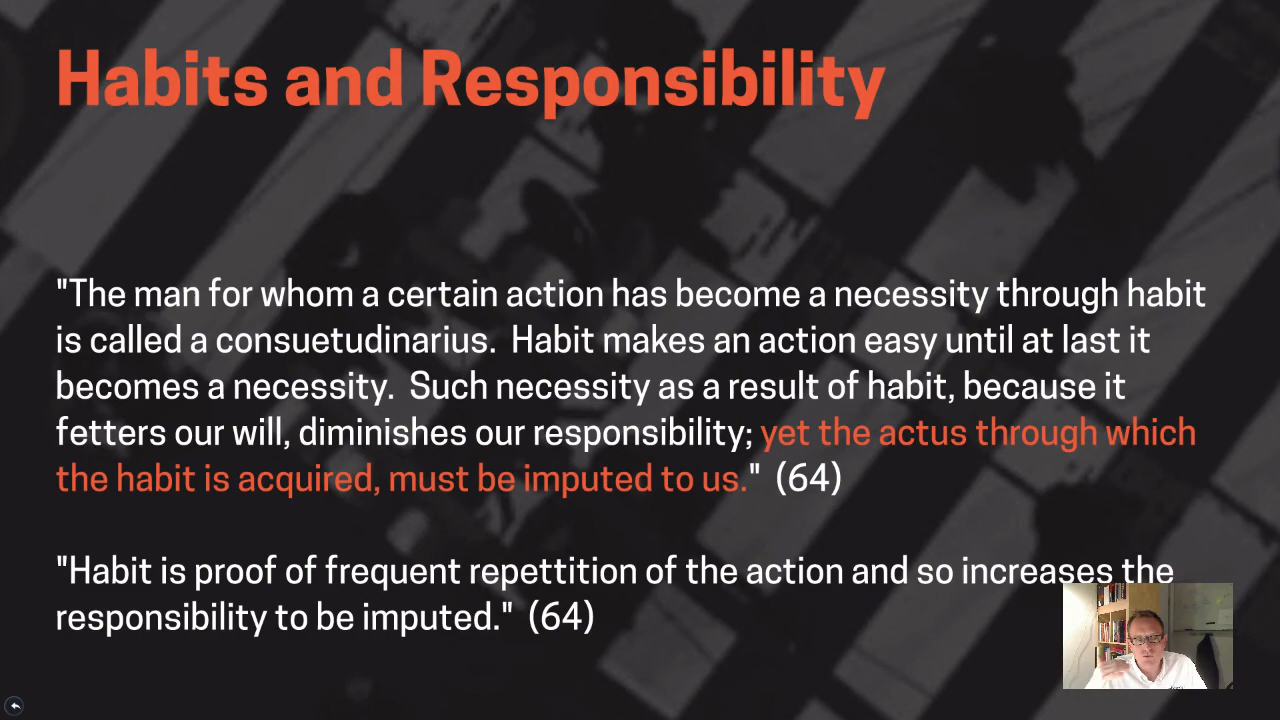 Habits and Responsibility
"The man for whom a certain action has become a necessity through habit
is called a consuetudinarius.  Habit makes an action easy until at last it
becomes a necessity.  Such necessity as a result of habit, because it
fetters our will, diminishes our responsibility; yet the actus through which
the habit is acquired, must be imputed to us."  (64)
"Habit is proof of frequent repettition of the action and so increases the
responsibility to be imputed."  (64)